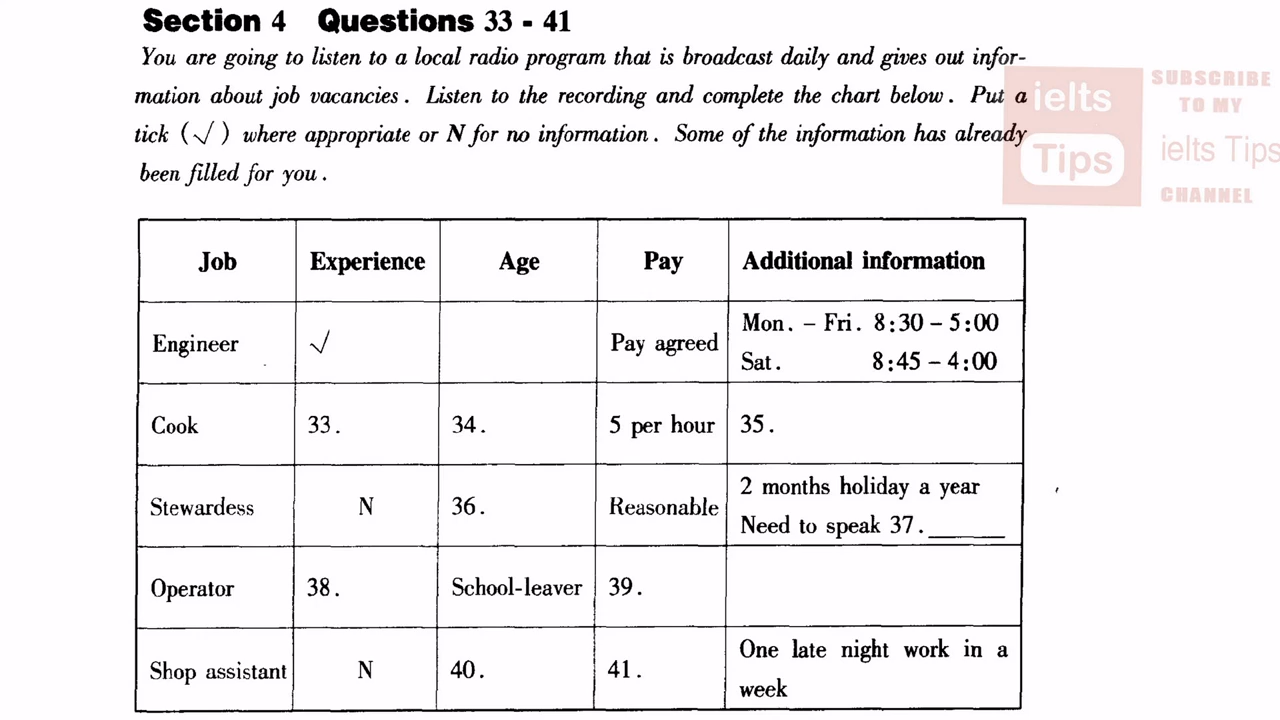 Section 4 Questions 33 - 41
You are going to listen to a local radio program that is broadcast daily and gives out infor-
mation about job vacancies. Listen to the recording and complete the chart below. Put a
tick (√) where appropriate or N for no information. Some of the information has already
been filled for you.
ielts
Tips
SUBSCRIBE
TO MY
ielts Tips
CHANNEL
Job Experience Age Pay Additional information
Engineer √ Pay agreed Mon. – Fri. 8:30 – 5:00
Sat. 8:45 – 4:00
Cook 33. 34. 5 per hour 35.
Stewardess N 36. Reasonable 2 months holiday a year
Need to speak 37. ______
Operator 38. School-leaver 39.
Shop assistant N 40. 41. One late night work in a
week